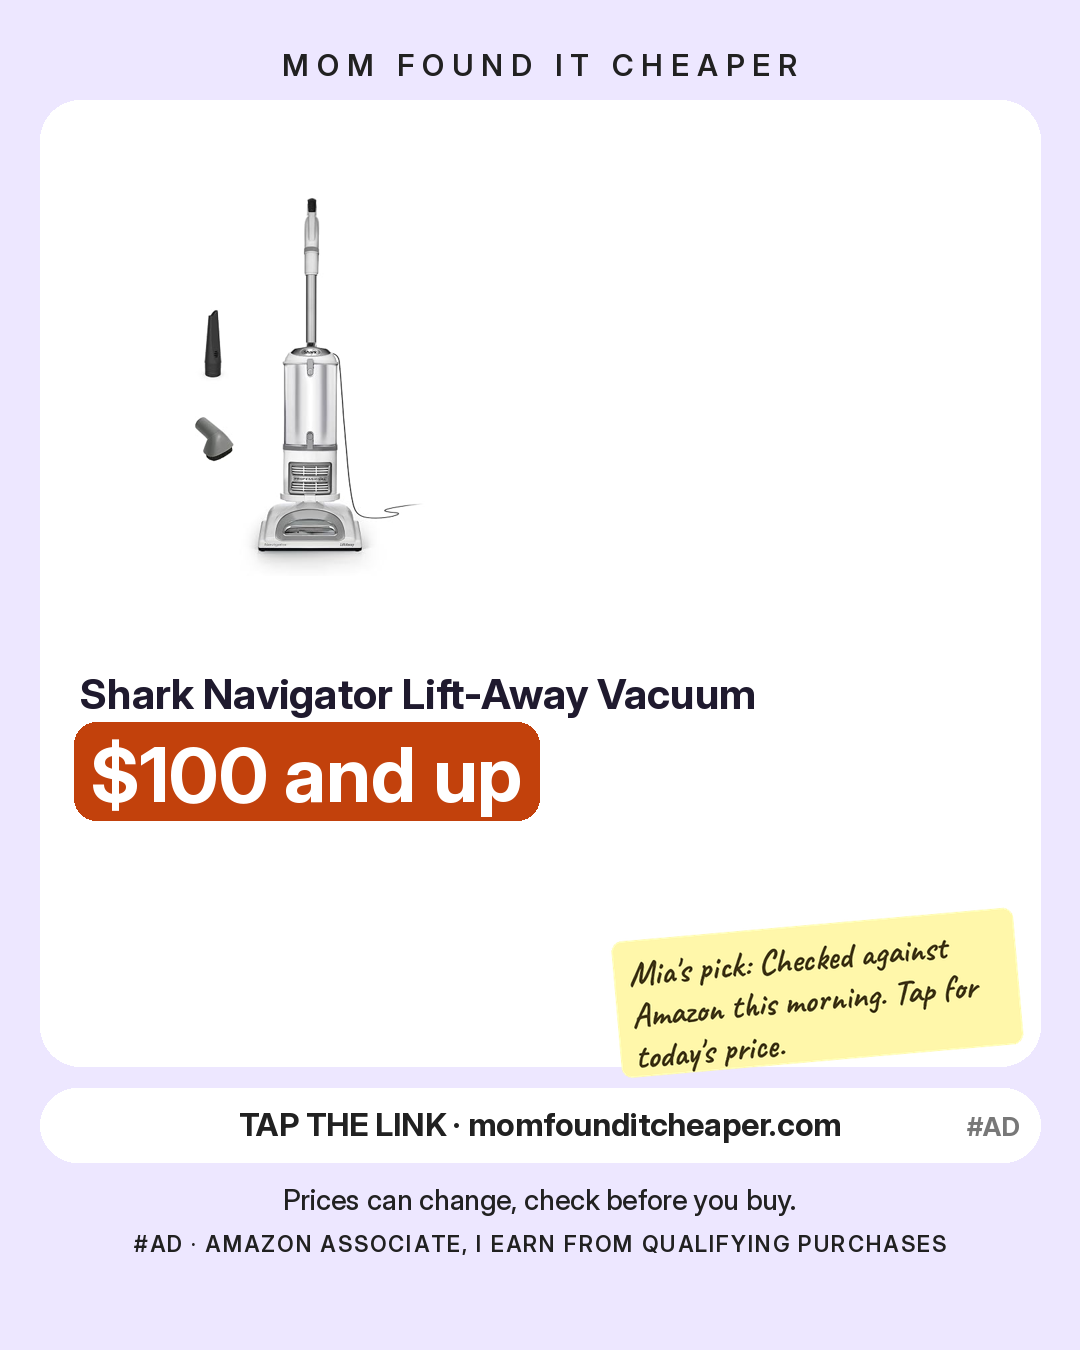 MOM FOUND IT CHEAPER
Shark Navigator Lift-Away Vacuum
$100 and up
Mia's pick: Checked against
Amazon this morning. Tap for
today's price.
TAP THE LINK · momfounditcheaper.com
#AD
Prices can change, check before you buy.
#AD · AMAZON ASSOCIATE, I EARN FROM QUALIFYING PURCHASES